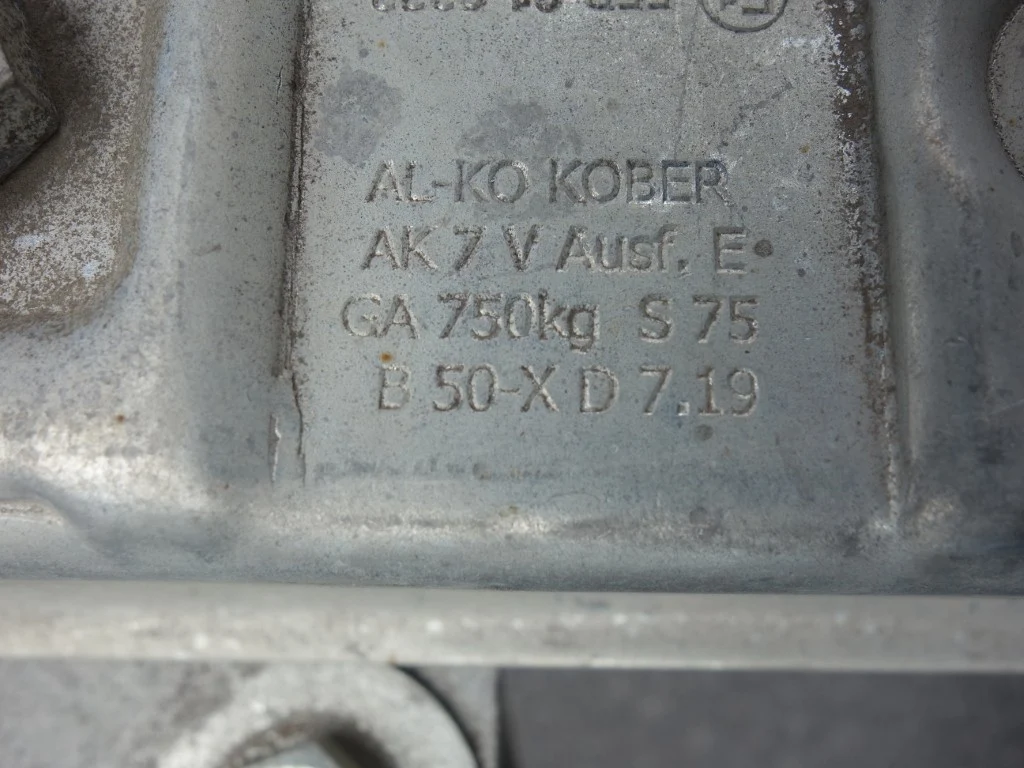 AL-KO KOBER
AK 7 V Ausf. E
GA 750kg S 75
B 50-X D 7.19